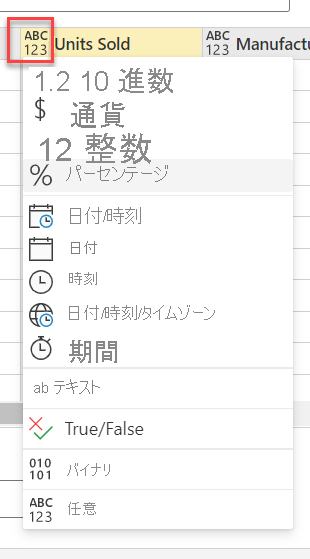 ABC
123 Units Sold
ABC
123 Manufactu
1.2 10 進数
$ 通貨
12 整数
% パーセンテージ
日付/時刻
日付
時刻
日付/時刻/タイムゾーン
期間
ab テキスト
True/False
010
101 バイナリ
ABC
123 任意